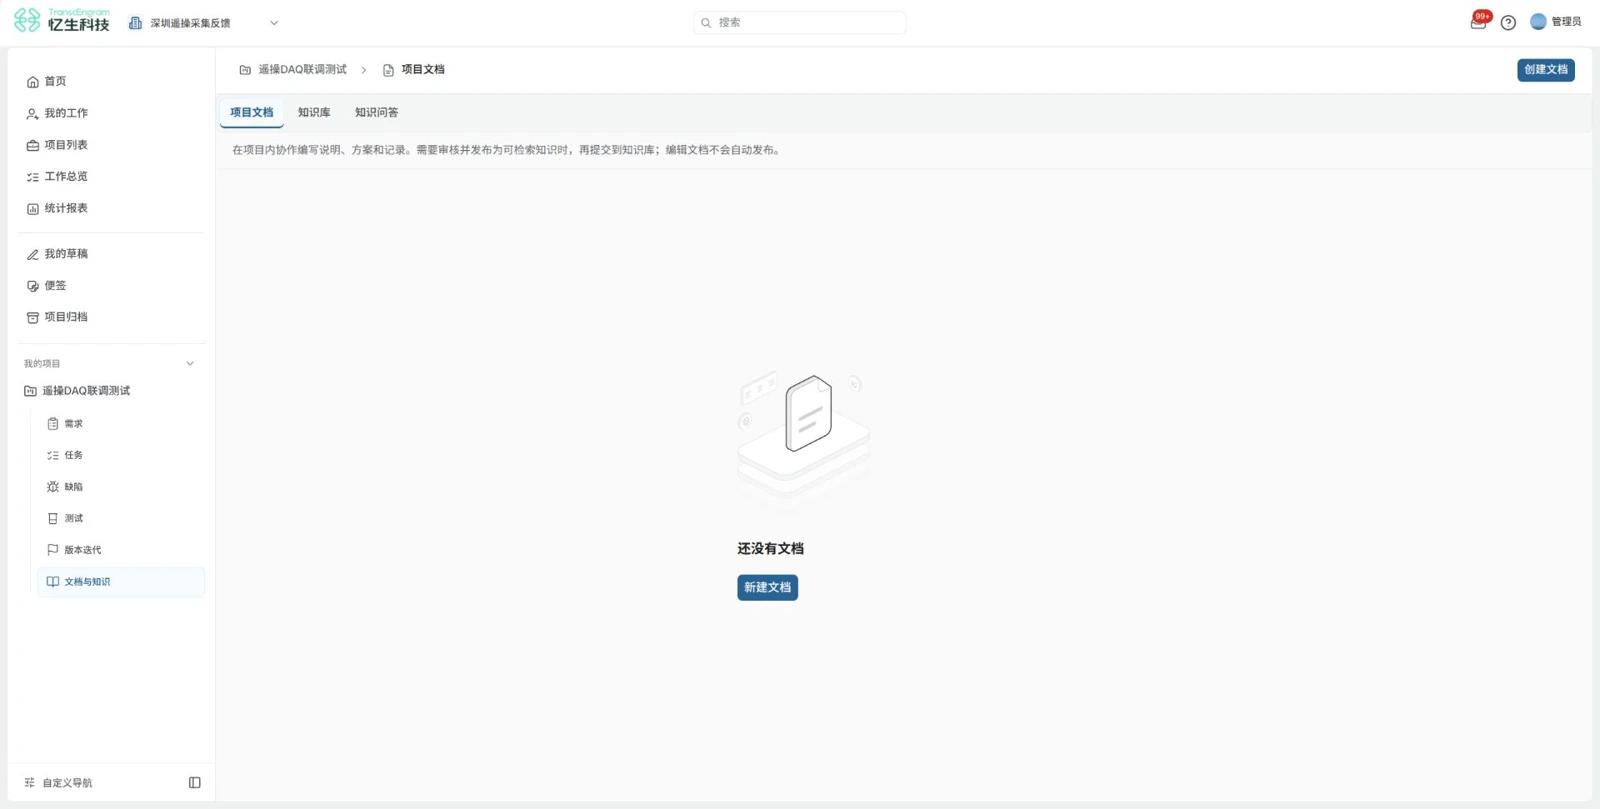 TranscEngram
忆生科技
深圳遥操采集反馈
搜索
99+
管理员
首页
我的工作
项目列表
工作总览
统计报表
我的草稿
便签
项目归档
我的项目
遥操DAQ联调测试
需求
任务
缺陷
测试
版本迭代
文档与知识
自定义导航
遥操DAQ联调测试
项目文档
创建文档
项目文档
知识库
知识问答
在项目内协作编写说明、方案和记录。需要审核并发布为可检索知识时，再提交到知识库；编辑文档不会自动发布。
还没有文档
新建文档